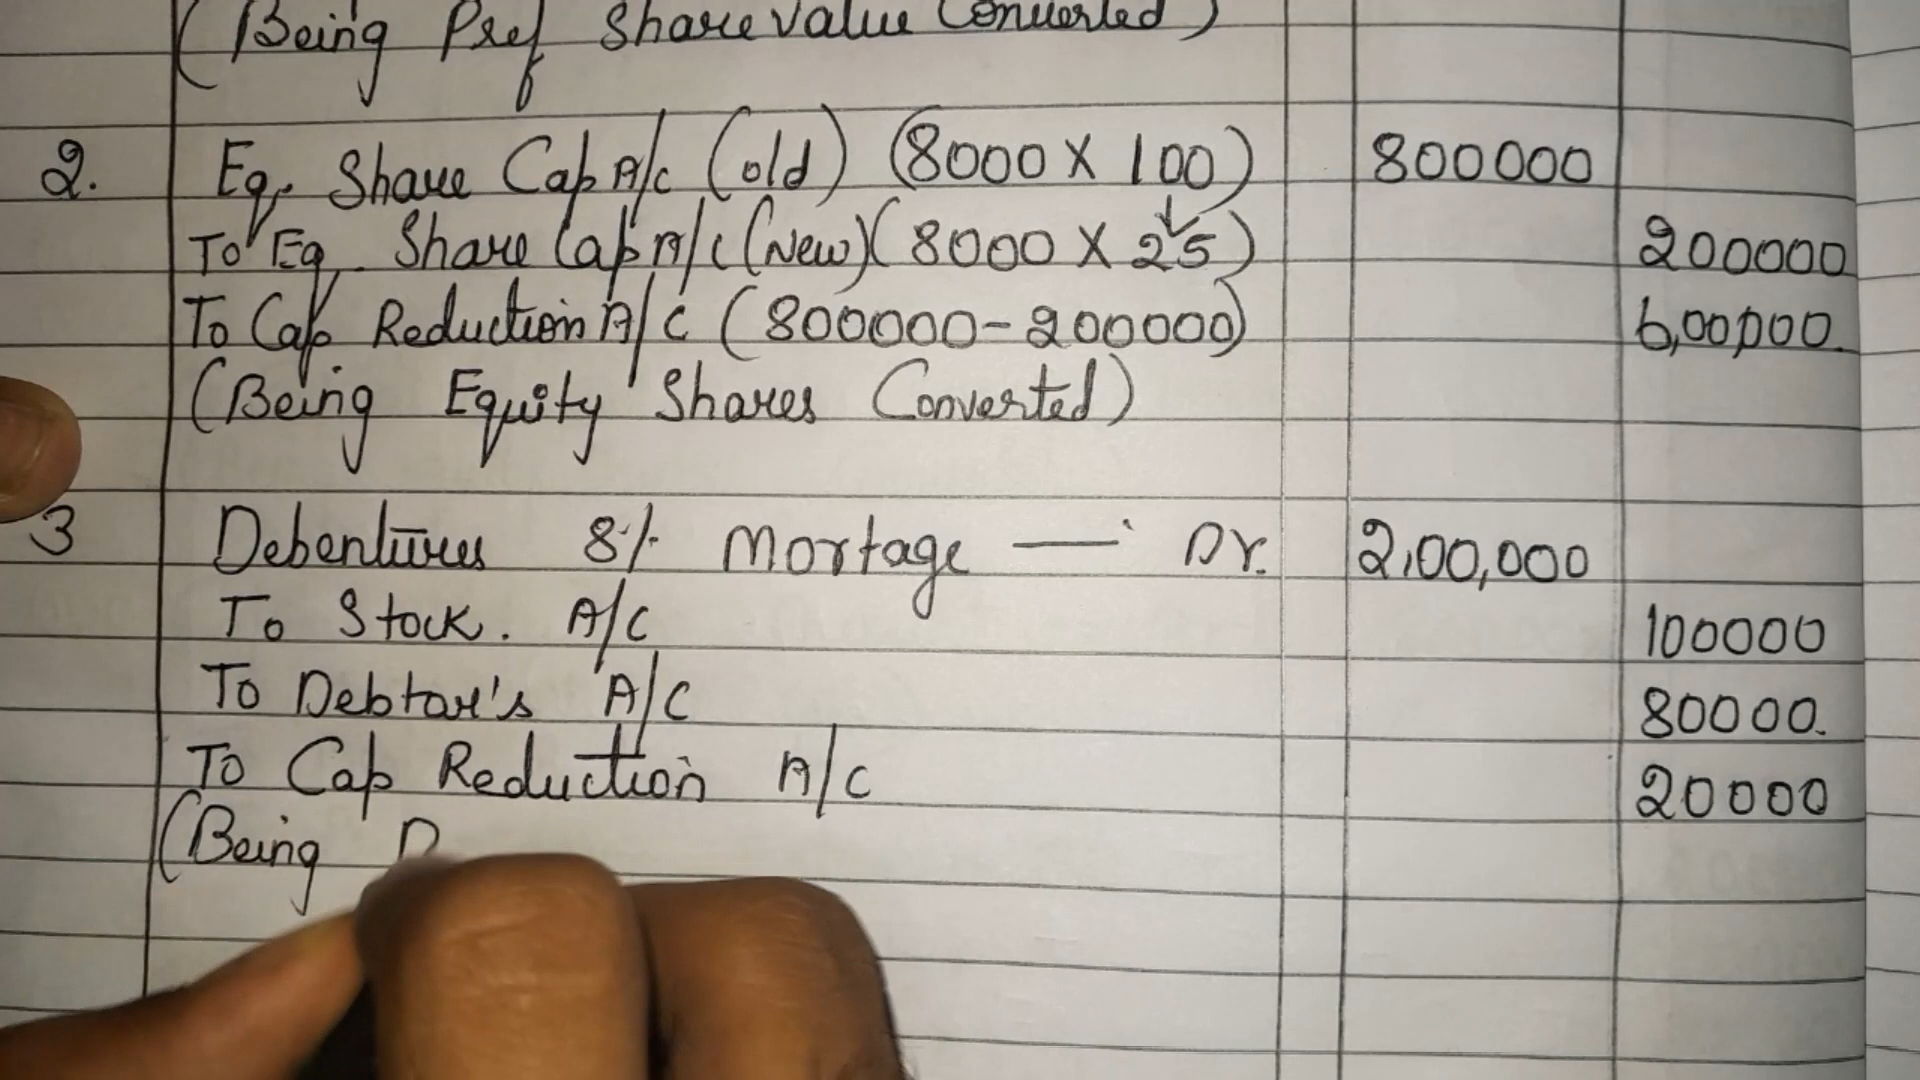 (Being Pref Share Value Converted)
2. Eq. Share Cap A/c (old) (8000 X 100) 800000
To Eq. Share Cap A/c (New) (8000 X 25) 200000
To Cap Reduction A/c (800000-200000) 6,00,000
(Being Equity Shares Converted)
3 Debentures 8% Mortage — Dr. 2,00,000
To Stock. A/c 100000
To Debtor's A/c 80000
To Cap Reduction A/c 20000
(Being D